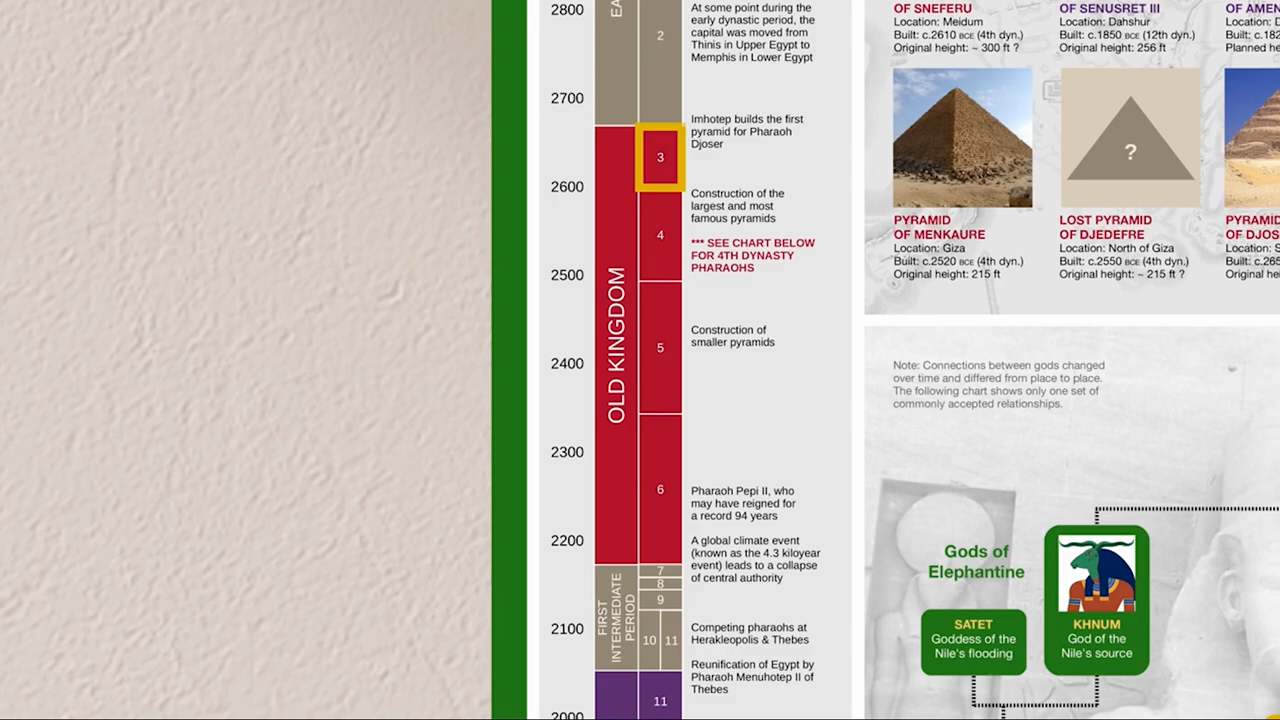 2800
2700
2600
2500
2400
2300
2200
2100
2000
EA
OLD KINGDOM
FIRST
INTERMEDIATE
PERIOD
2
3
4
5
6
7
8
9
10 11
11
At some point during the
early dynastic period, the
capital was moved from
Thinis in Upper Egypt to
Memphis in Lower Egypt
Imhotep builds the first
pyramid for Pharaoh
Djoser
Construction of the
largest and most
famous pyramids
*** SEE CHART BELOW
FOR 4TH DYNASTY
PHARAOHS
Construction of
smaller pyramids
Pharaoh Pepi II, who
may have reigned for
a record 94 years
A global climate event
(known as the 4.3 kiloyear
event) leads to a collapse
of central authority
Competing pharaohs at
Herakleopolis & Thebes
Reunification of Egypt by
Pharaoh Menuhotep II of
Thebes
OF SNEFERU
Location: Meidum
Built: c.2610 BCE (4th dyn.)
Original height: ~ 300 ft ?
OF SENUSRET III
Location: Dahshur
Built: c.1850 BCE (12th dyn.)
Original height: 256 ft
OF AMEN
Location: D
Built: c.182
Planned he
?
PYRAMID
OF MENKAURE
Location: Giza
Built: c.2520 BCE (4th dyn.)
Original height: 215 ft
LOST PYRAMID
OF DJEDEFRE
Location: North of Giza
Built: c.2550 BCE (4th dyn.)
Original height: ~ 215 ft ?
PYRAMID
OF DJOS
Location: S
Built: c.265
Original he
Note: Connections between gods changed
over time and differed from place to place.
The following chart shows only one set of
commonly accepted relationships.
Gods of
Elephantine
SATET
Goddess of the
Nile's flooding
KHNUM
God of the
Nile's source